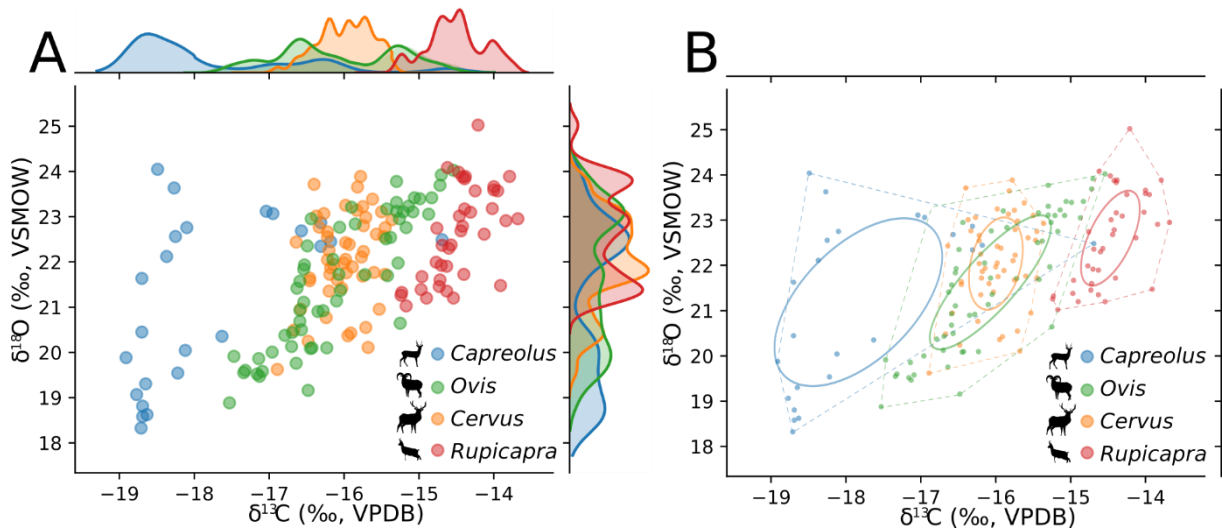 A
25
24
23
22
21
20
19
18
δ¹⁸O (‰, VSMOW)
−19 −18 −17 −16 −15 −14
δ¹³C (‰, VPDB)
Capreolus
Ovis
Cervus
Rupicapra
B
25
24
23
22
21
20
19
18
δ¹⁸O (‰, VSMOW)
−19 −18 −17 −16 −15 −14
δ¹³C (‰, VPDB)
Capreolus
Ovis
Cervus
Rupicapra